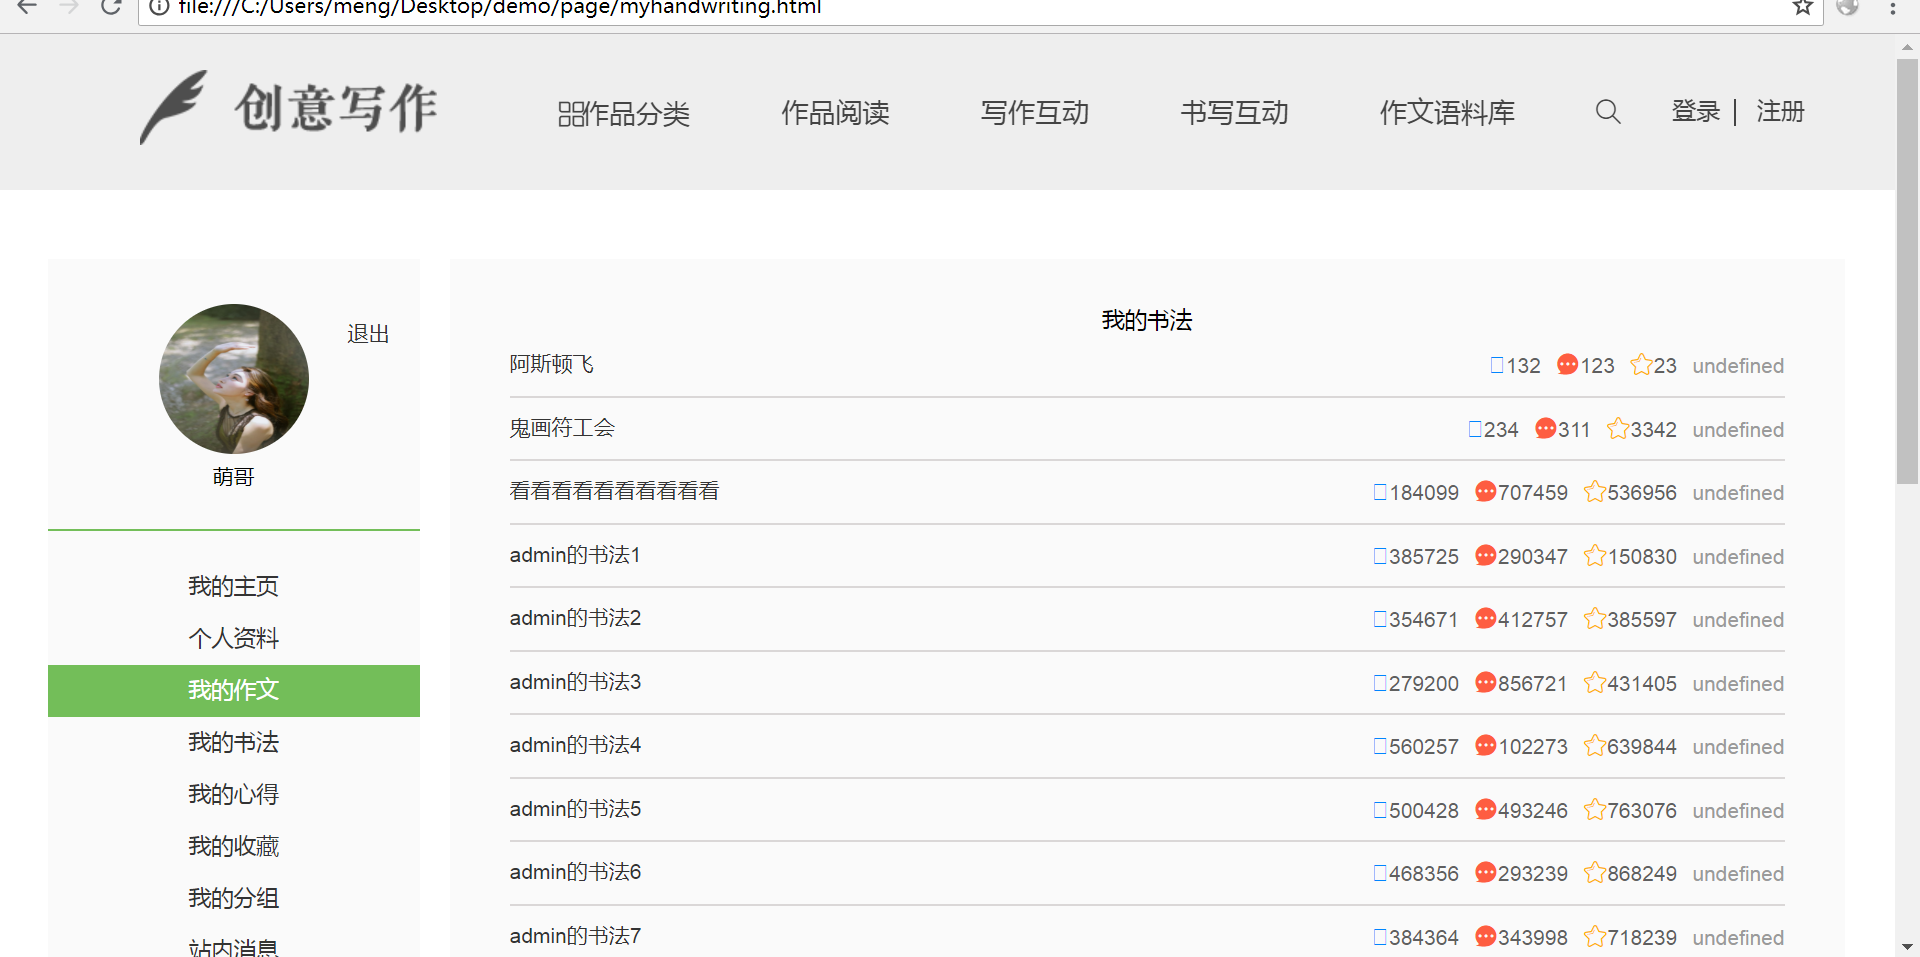 file:///C:/Users/meng/Desktop/demo/page/myhandwriting.html
创意写作 作品分类 作品阅读 写作互动 书写互动 作文语料库 登录 | 注册
退出
萌哥
我的主页
个人资料
我的作文
我的书法
我的心得
我的收藏
我的分组
站内消息
我的书法
阿斯顿飞 132 123 23 undefined
鬼画符工会 234 311 3342 undefined
看看看看看看看看看看 184099 707459 536956 undefined
admin的书法1 385725 290347 150830 undefined
admin的书法2 354671 412757 385597 undefined
admin的书法3 279200 856721 431405 undefined
admin的书法4 560257 102273 639844 undefined
admin的书法5 500428 493246 763076 undefined
admin的书法6 468356 293239 868249 undefined
admin的书法7 384364 343998 718239 undefined